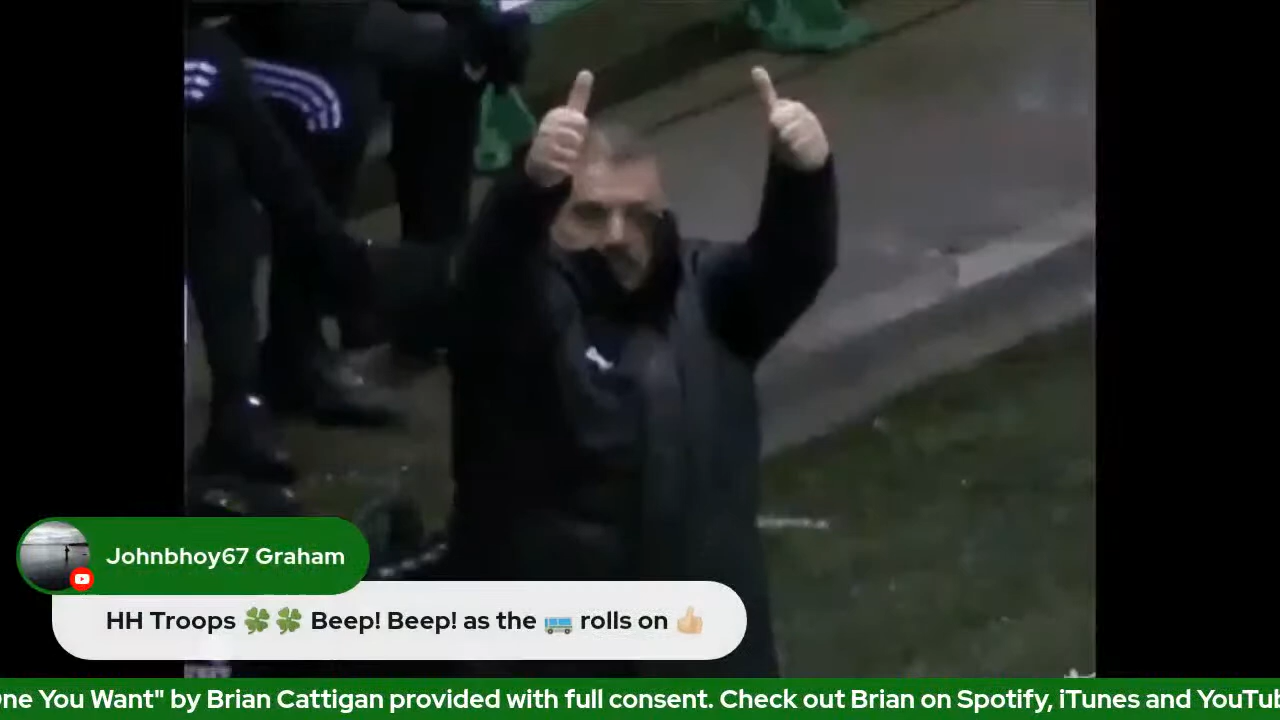 Johnbhoy67 Graham
HH Troops 🍀🍀 Beep! Beep! as the 🚌 rolls on 👍🏼
ne You Want" by Brian Cattigan provided with full consent. Check out Brian on Spotify, iTunes and YouTub